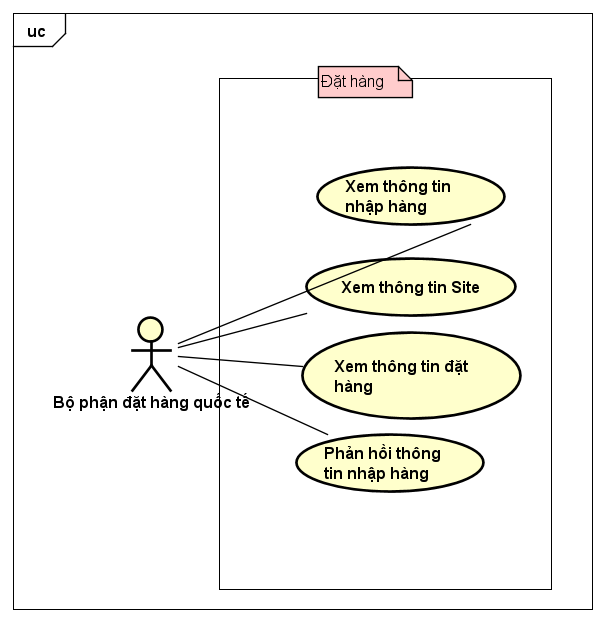 uc
Đặt hàng
Xem thông tin
nhập hàng
Xem thông tin Site
Xem thông tin đặt
hàng
Bộ phận đặt hàng quốc tế
Phản hồi thông
tin nhập hàng